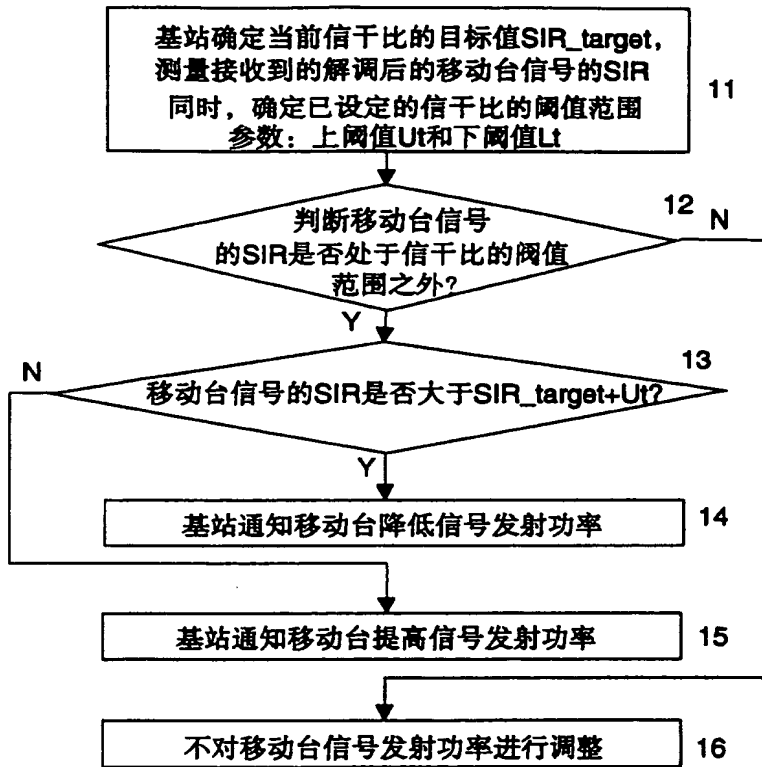 基站确定当前信干比的目标值SIR_target，
测量接收到的解调后的移动台信号的SIR
同时，确定已设定的信干比的阈值范围
参数：上阈值Ut和下阈值Lt
11
判断移动台信号
的SIR是否处于信干比的阀值
范围之外？
12
N
Y
移动台信号的SIR是否大于SIR_target+Ut?
13
N
Y
基站通知移动台降低信号发射功率
14
基站通知移动台提高信号发射功率
15
不对移动台信号发射功率进行调整
16